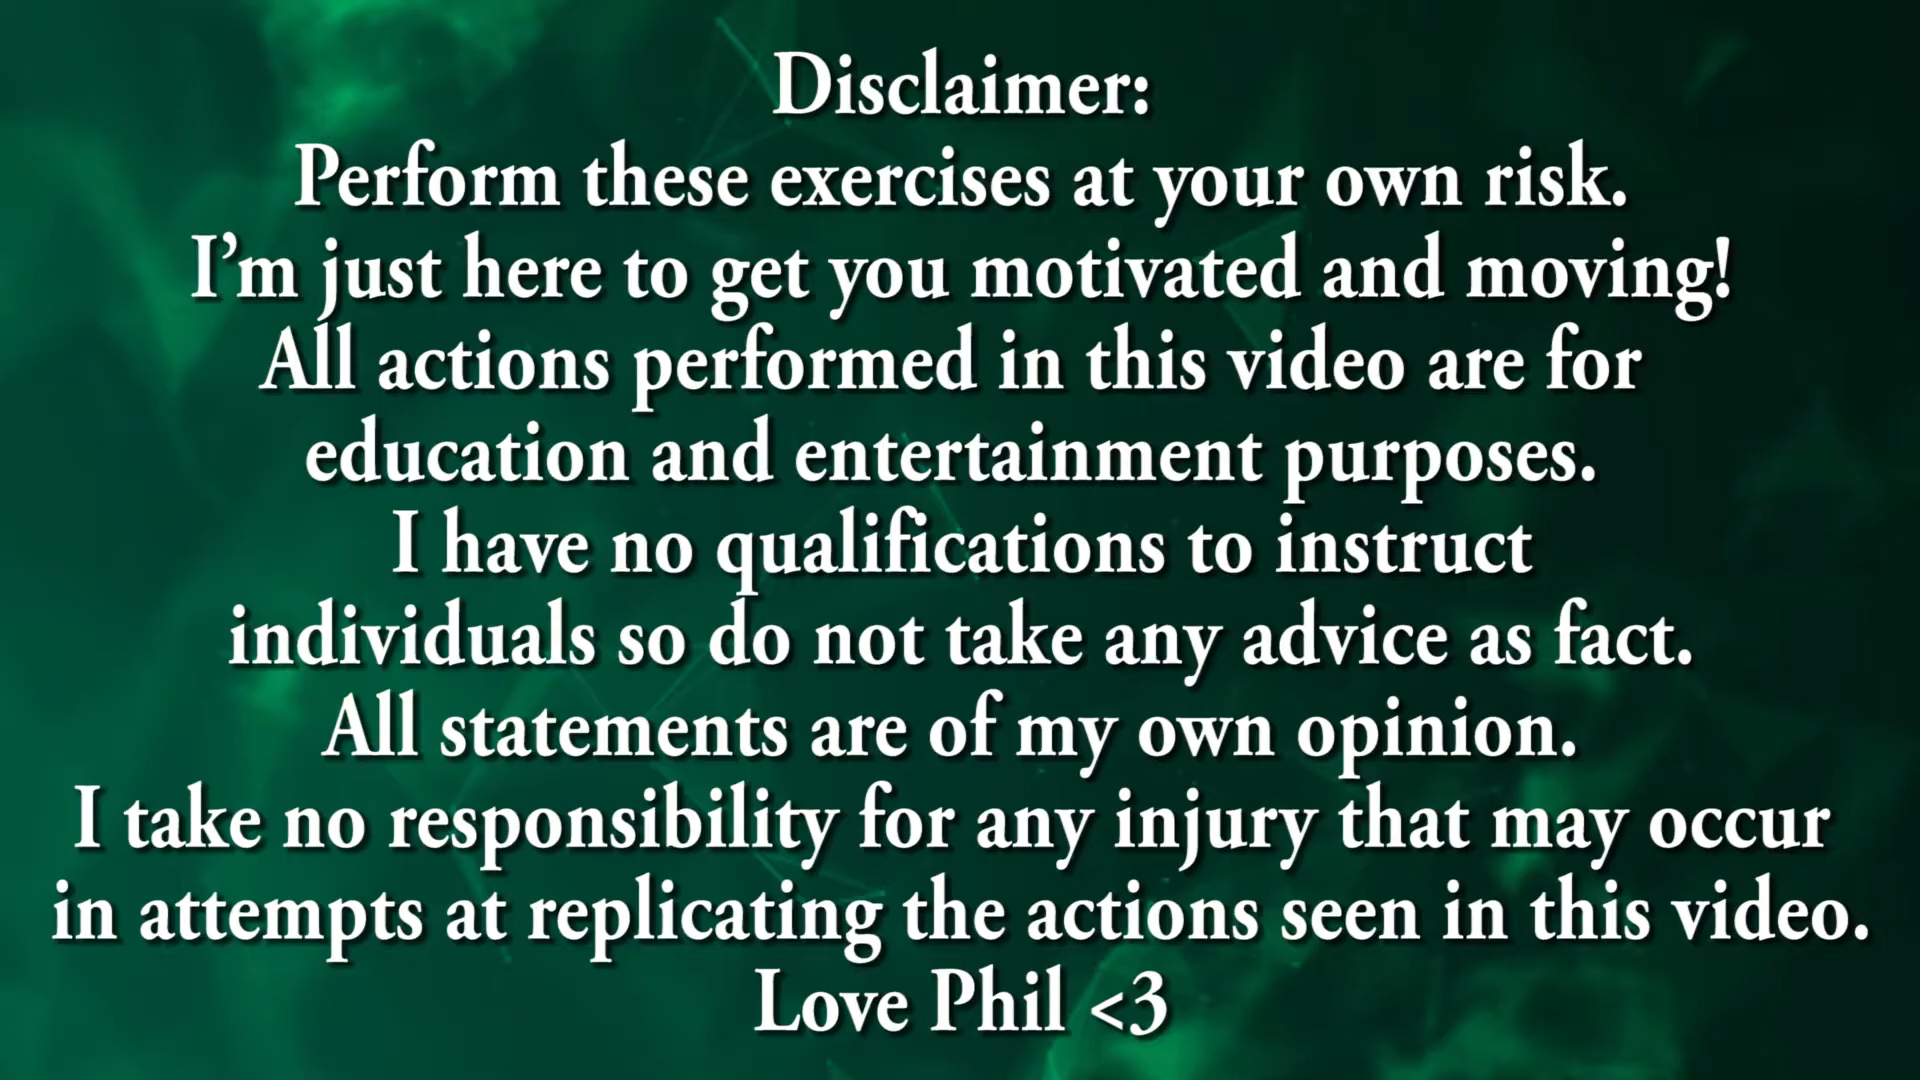 Disclaimer:
Perform these exercises at your own risk.
I’m just here to get you motivated and moving!
All actions performed in this video are for
education and entertainment purposes.
I have no qualifications to instruct
individuals so do not take any advice as fact.
All statements are of my own opinion.
I take no responsibility for any injury that may occur
in attempts at replicating the actions seen in this video.
Love Phil <3